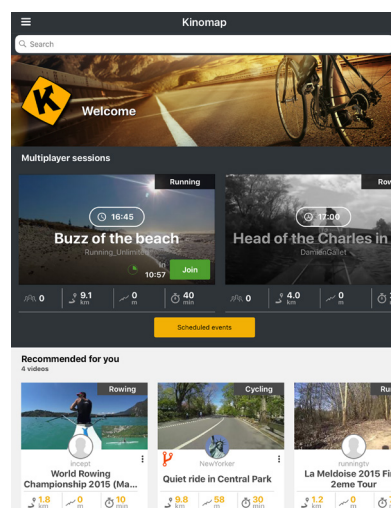 Kinomap
Search
Welcome
Multiplayer sessions
Running
16:45
Buzz of the beach
Running_Unlimited
in
10:57
Join
0
9.1
km
0
m
40
min
Row
17:00
Head of the Charles in
DamienGallet
0
4.0
km
0
m
Scheduled events
Recommended for you
4 videos
Rowing
incept
World Rowing
Championship 2015 (Ma...
1.8
km
0
m
10
min
Cycling
NewYorker
Quiet ride in Central Park
9.8
km
58
m
30
min
Ru
runningtv
La Meldoise 2015 Fi
2eme Tour
1.2
km
0
m